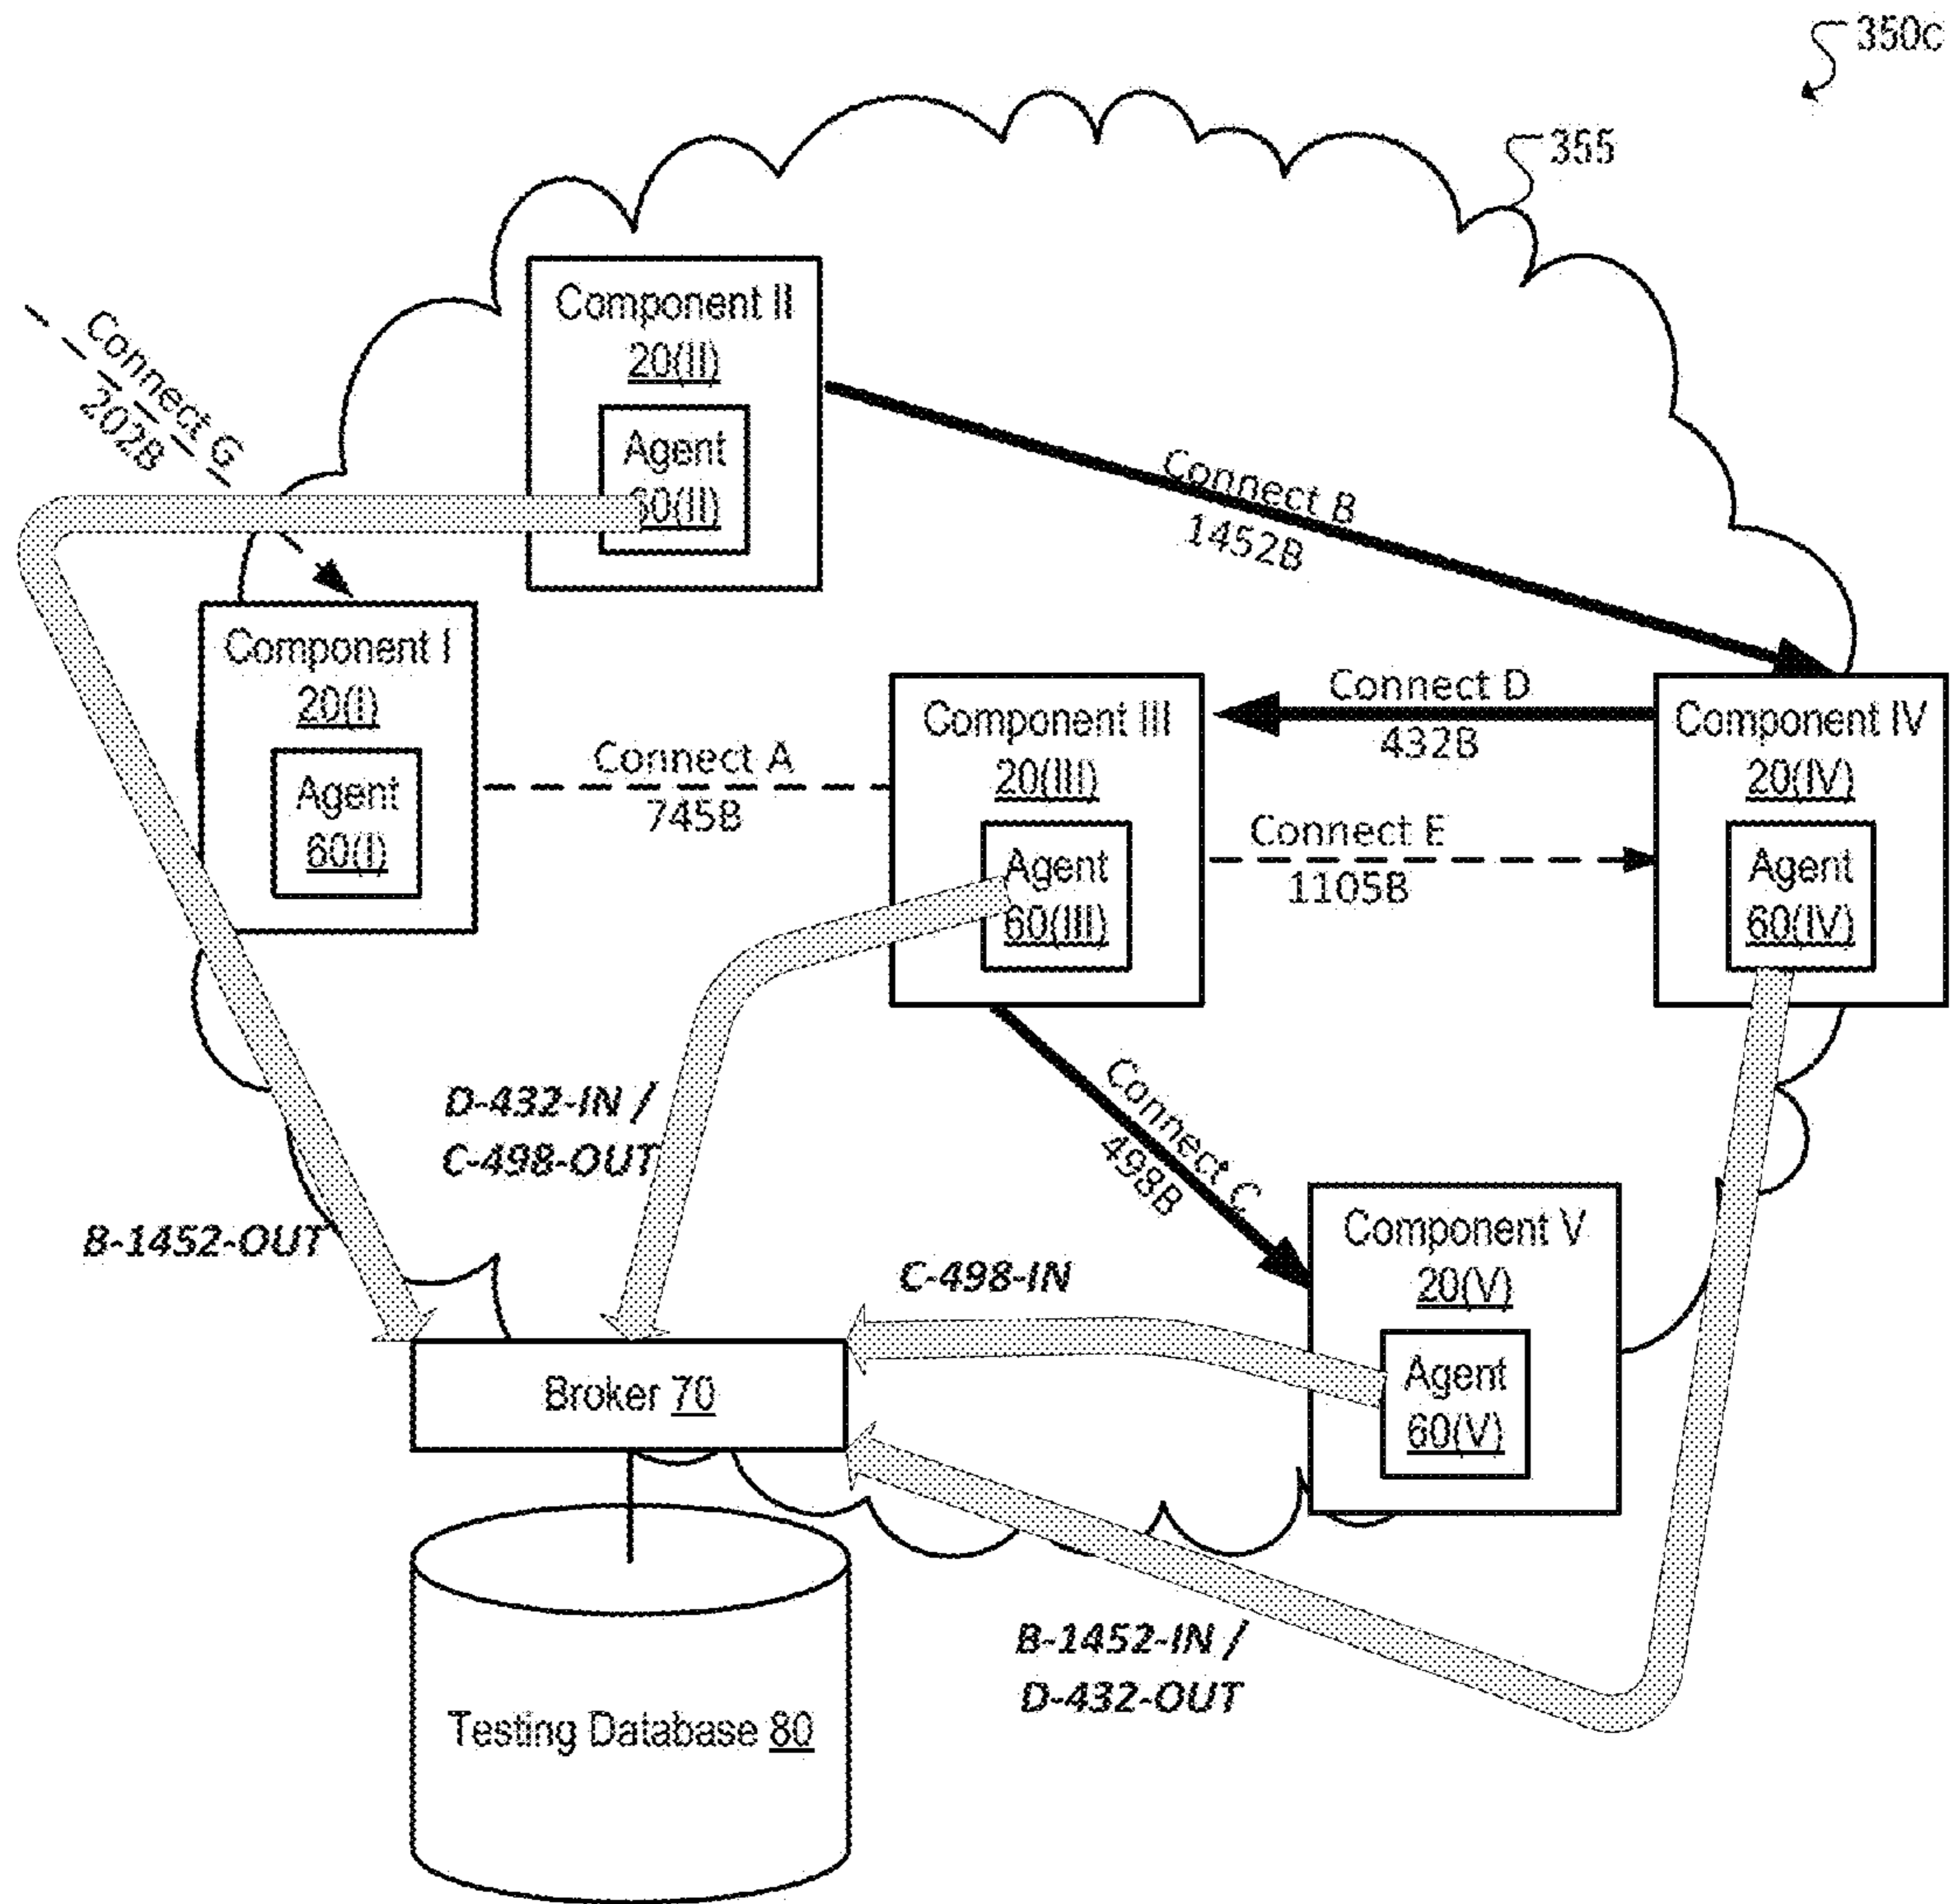 350c
355
Component II
20(II)
Agent
60(II)
Connect G
202B
Connect B
1452B
Component I
20(I)
Agent
60(I)
Connect A
745B
Component III
20(III)
Agent
60(III)
Connect D
432B
Connect E
1105B
Component IV
20(IV)
Agent
60(IV)
D-432-IN /
C-498-OUT
Connect C
498B
B-1452-OUT
C-498-IN
Component V
20(V)
Agent
60(V)
Broker 70
B-1452-IN /
D-432-OUT
Testing Database 80